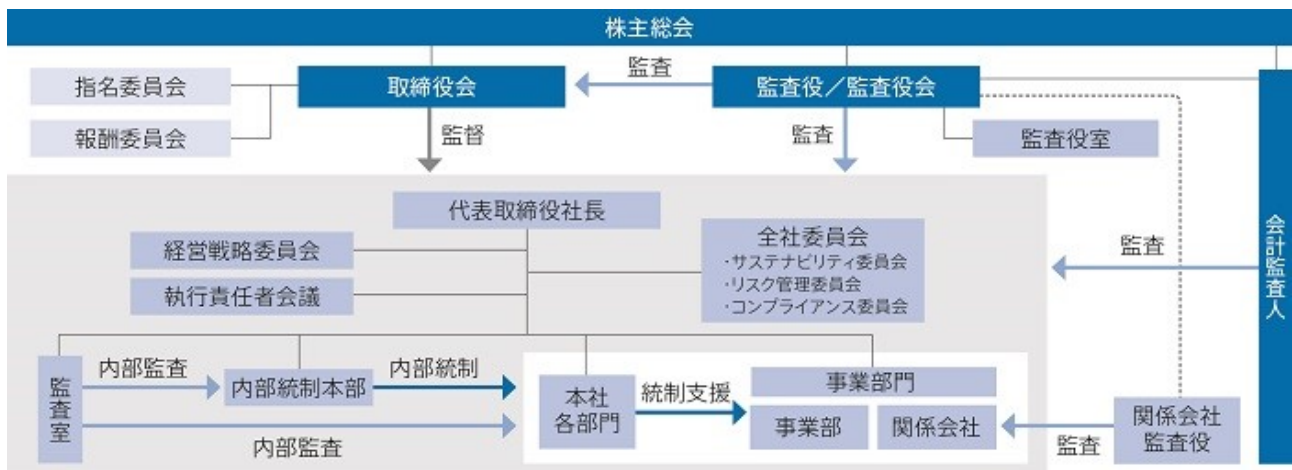 株主総会
指名委員会
報酬委員会
取締役会
監査
監査役／監査役会
監督
監査
監査役室
会計監査人
代表取締役社長
経営戦略委員会
執行責任者会議
全社委員会
・サステナビリティ委員会
・リスク管理委員会
・コンプライアンス委員会
監査
監査室
内部監査
内部統制本部
内部統制
内部監査
本社
各部門
統制支援
事業部門
事業部
関係会社
監査
関係会社
監査役